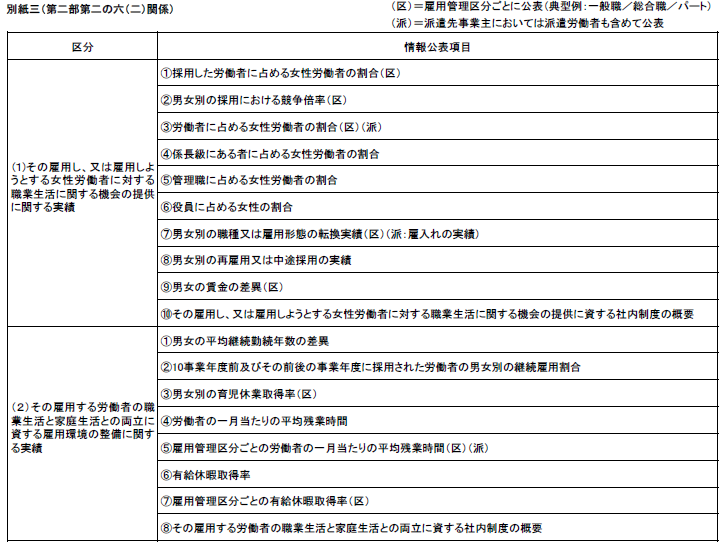 別紙三(第二部第二の六(二)関係)
(区)=雇用管理区分ごとに公表(典型例:一般職/総合職/パート)
(派)=派遣先事業主においては派遣労働者も含めて公表
区分
情報公表項目
(1)その雇用し、又は雇用しよ
うとする女性労働者に対する
職業生活に関する機会の提供
に関する実績
①採用した労働者に占める女性労働者の割合(区)
②男女別の採用における競争倍率(区)
③労働者に占める女性労働者の割合(区)(派)
④係長級にある者に占める女性労働者の割合
⑤管理職に占める女性労働者の割合
⑥役員に占める女性の割合
⑦男女別の職種又は雇用形態の転換実績(区)(派:雇入れの実績)
⑧男女別の再雇用又は中途採用の実績
⑨男女の賃金の差異(区)
⑩その雇用し、又は雇用しようとする女性労働者に対する職業生活に関する機会の提供に資する社内制度の概要
(2)その雇用する労働者の職
業生活と家庭生活との両立に
資する雇用環境の整備に関す
る実績
①男女の平均継続勤続年数の差異
②10事業年度前及びその前後の事業年度に採用された労働者の男女別の継続雇用割合
③男女別の育児休業取得率(区)
④労働者の一月当たりの平均残業時間
⑤雇用管理区分ごとの労働者の一月当たりの平均残業時間(区)(派)
⑥有給休暇取得率
⑦雇用管理区分ごとの有給休暇取得率(区)
⑧その雇用する労働者の職業生活と家庭生活との両立に資する社内制度の概要